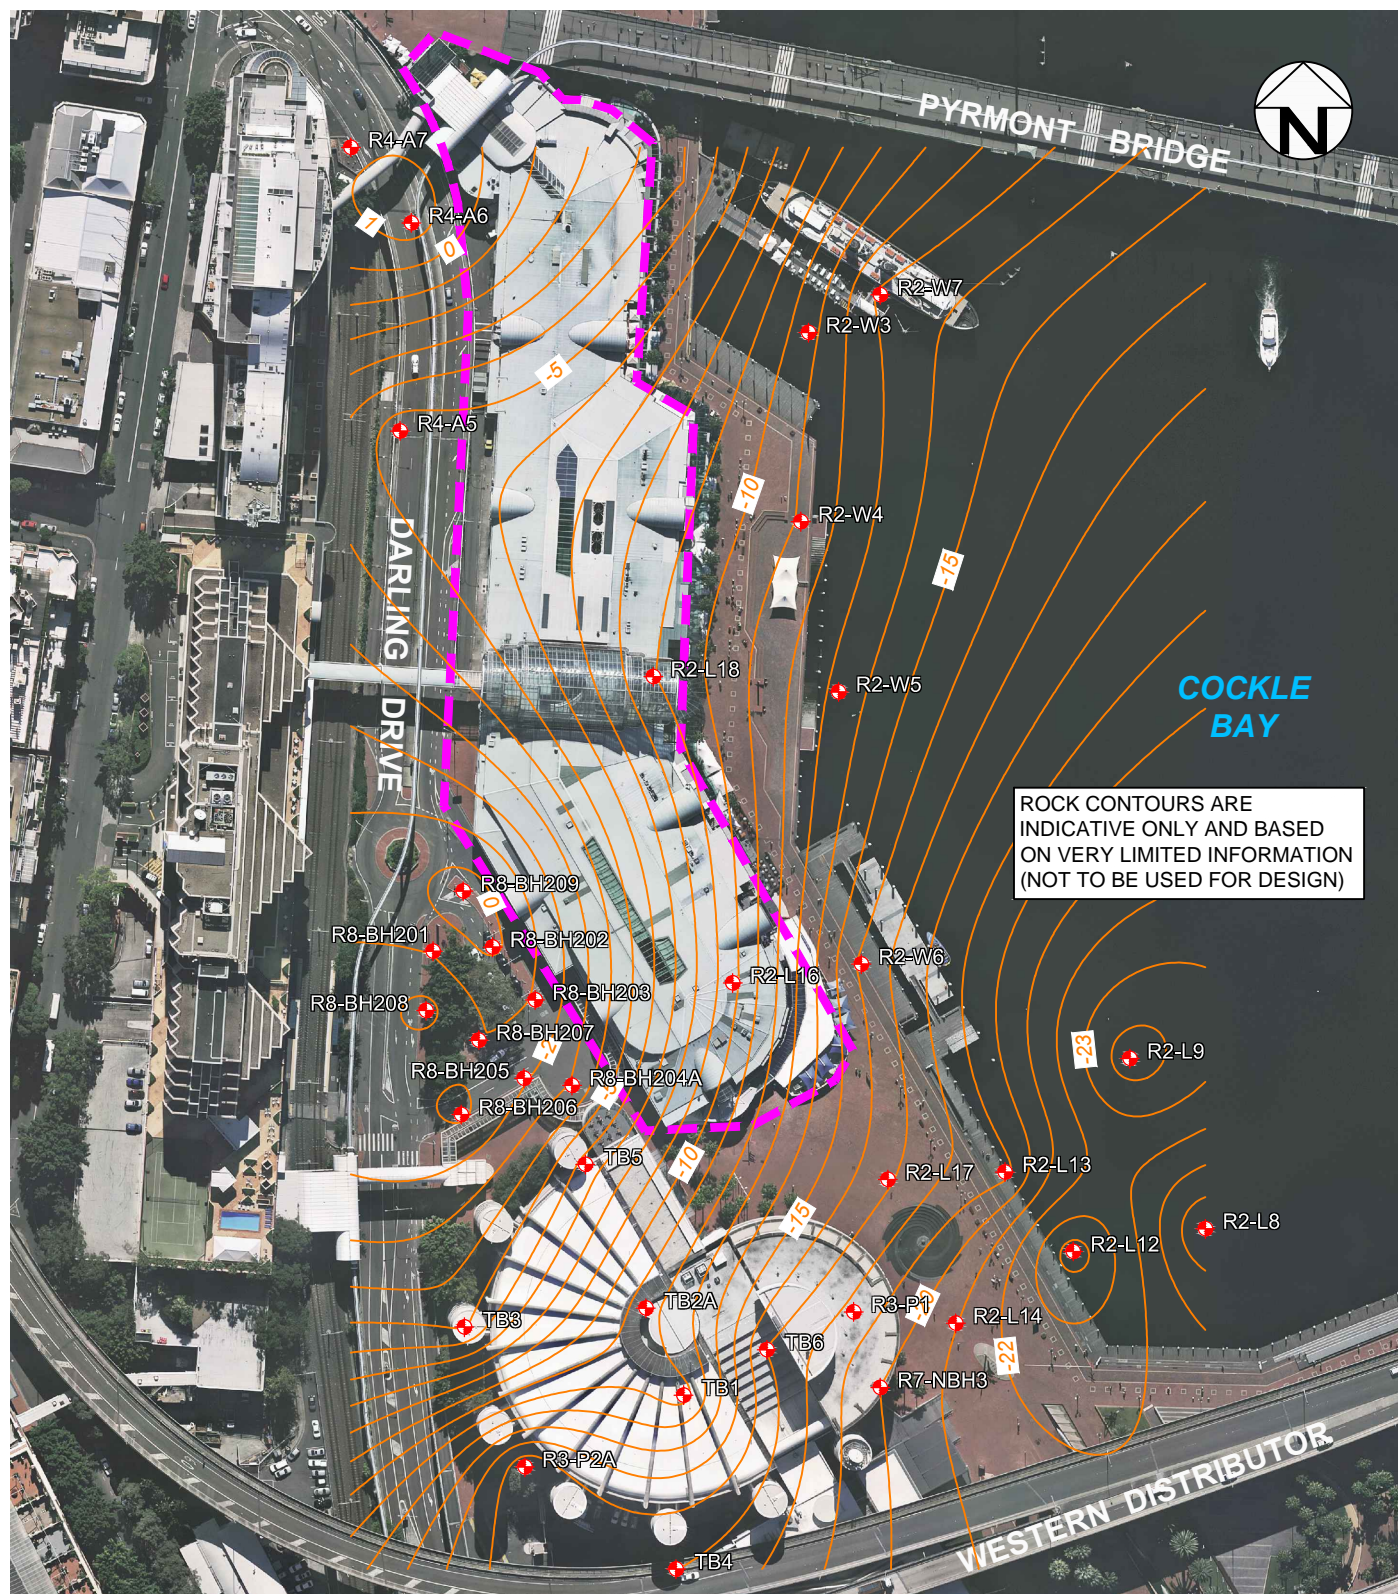 PYRMONT BRIDGE
N
R4-A7
1
R4-A6
0
R2-W7
R2-W3
-5
R4-A5
-10
R2-W4
-15
DARLING DRIVE
R2-L18
R2-W5
COCKLE
BAY
ROCK CONTOURS ARE
INDICATIVE ONLY AND BASED
ON VERY LIMITED INFORMATION
(NOT TO BE USED FOR DESIGN)
R8-BH209
0
R8-BH201
R8-BH202
R2-W6
R2-L16
R8-BH203
R8-BH208
R8-BH207
-2
-23
R2-L9
R8-BH205
R8-BH204A
R8-BH206
TB5
-10
R2-L17
R2-L13
-15
R2-L8
R2-L12
TB2A
R3-P1
TB3
R2-L14
TB6
-22
TB1
R7-NBH3
R3-P2A
WESTERN DISTRIBUTOR
TB4